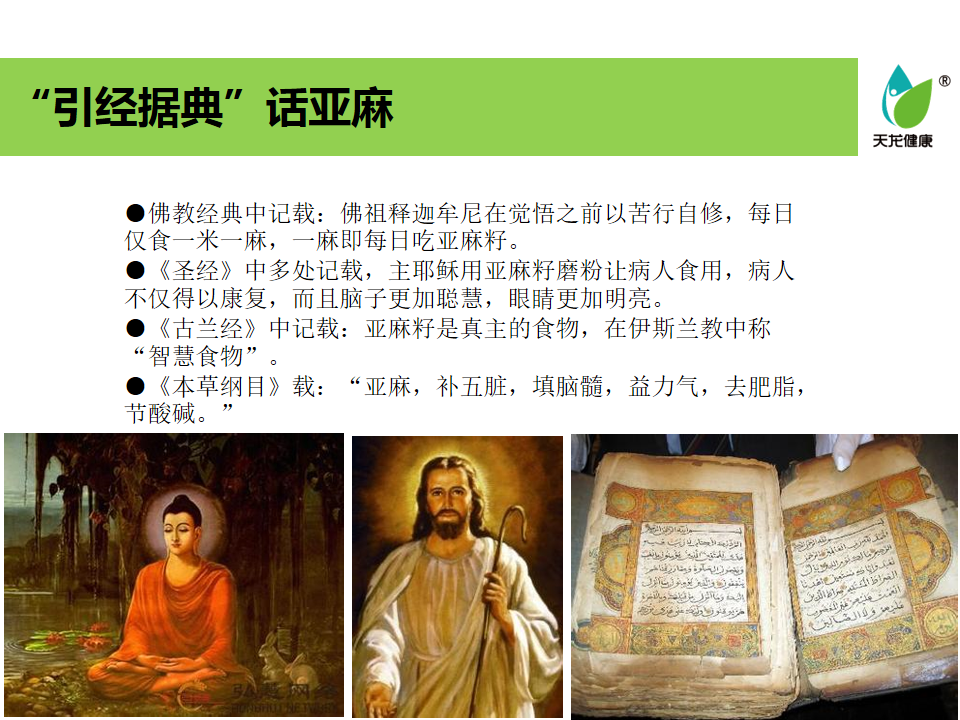 “引经据典”话亚麻
®
天龙健康
●佛教经典中记载：佛祖释迦牟尼在觉悟之前以苦行自修，每日
仅食一米一麻，一麻即每日吃亚麻籽。
●《圣经》中多处记载，主耶稣用亚麻籽磨粉让病人食用，病人
不仅得以康复，而且脑子更加聪慧，眼睛更加明亮。
●《古兰经》中记载：亚麻籽是真主的食物，在伊斯兰教中称
“智慧食物”。
●《本草纲目》载：“亚麻，补五脏，填脑髓，益力气，去肥脂，
节酸碱。”